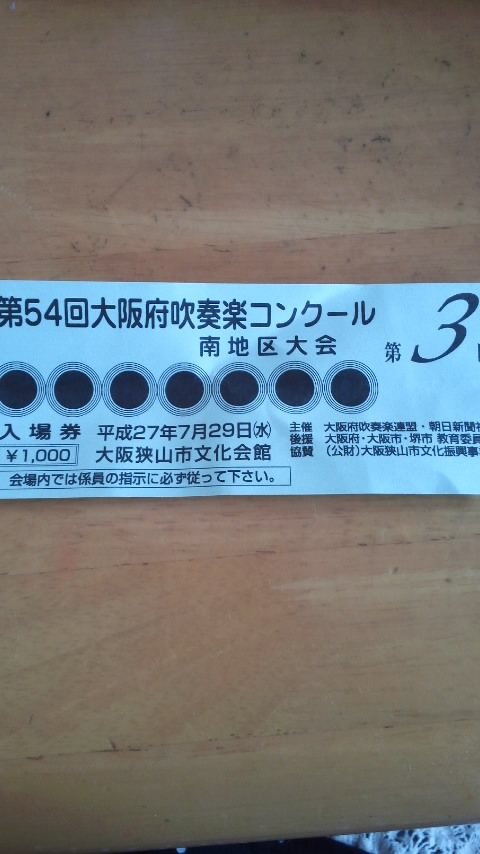 第54回大阪府吹奏楽コンクール
南地区大会
第3
入場券 平成27年7月29日(水)
¥1,000 大阪狭山市文化会館
主催 大阪府吹奏楽連盟・朝日新聞社
後援 大阪府・大阪市・堺市 教育委員
協賛 (公財)大阪狭山市文化振興事業
会場内では係員の指示に必ず従って下さい。